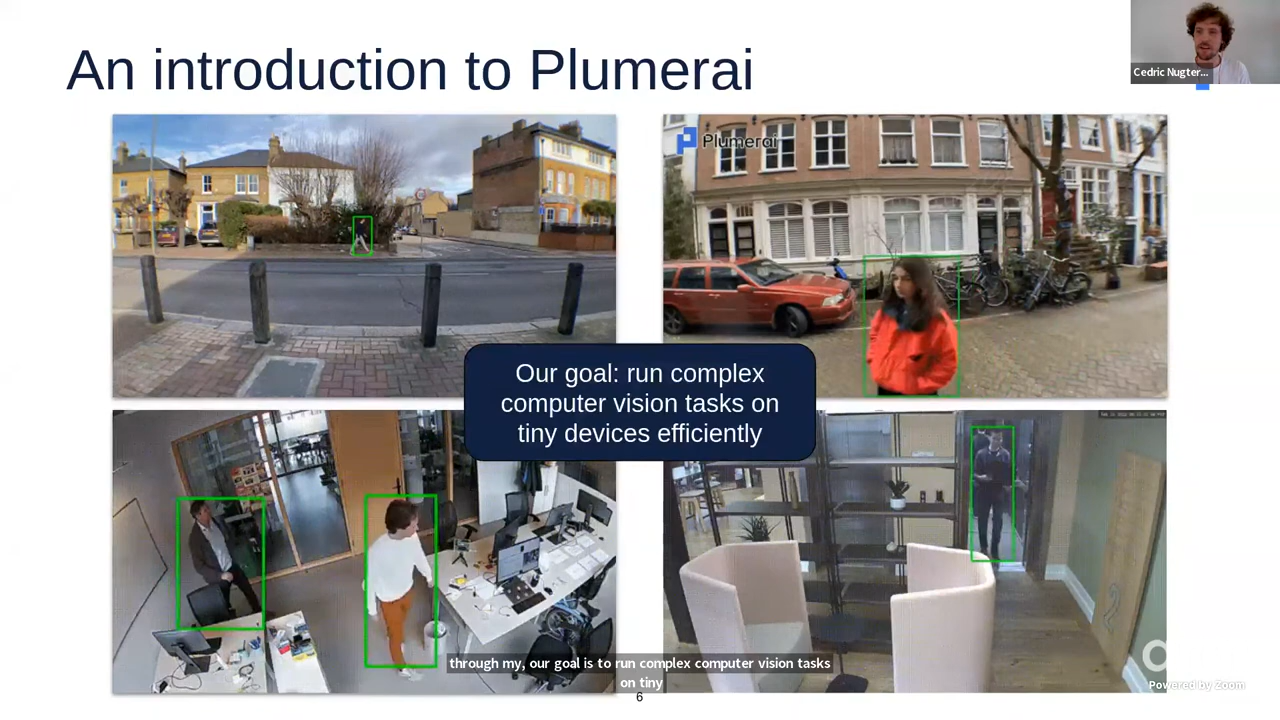 An introduction to Plumerai
Cedric Nugter...
Plumerai
Our goal: run complex
computer vision tasks on
tiny devices efficiently
through my, our goal is to run complex computer vision tasks
on tiny
Powered by Zoom
6